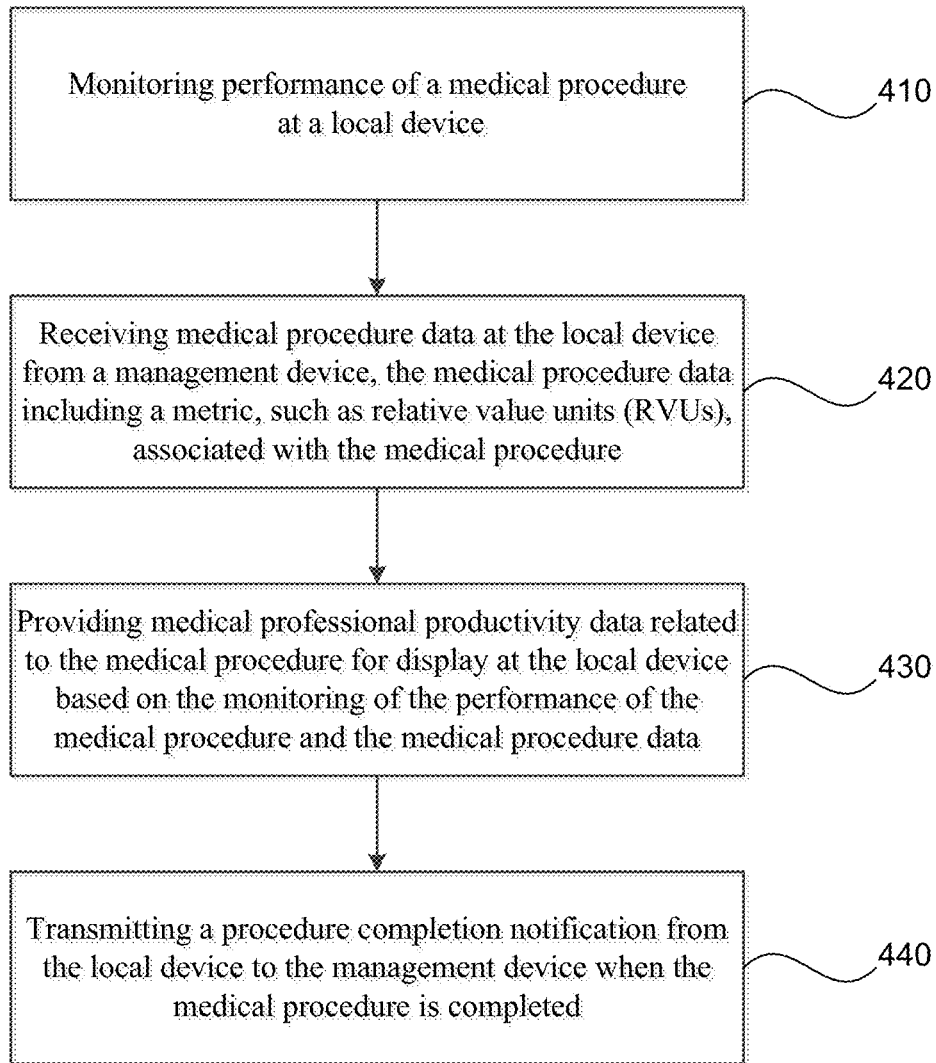 Monitoring performance of a medical procedure
at a local device
410
Receiving medical procedure data at the local device
from a management device, the medical procedure data
including a metric, such as relative value units (RVUs),
associated with the medical procedure
420
Providing medical professional productivity data related
to the medical procedure for display at the local device
based on the monitoring of the performance of the
medical procedure and the medical procedure data
430
Transmitting a procedure completion notification from
the local device to the management device when the
medical procedure is completed
440